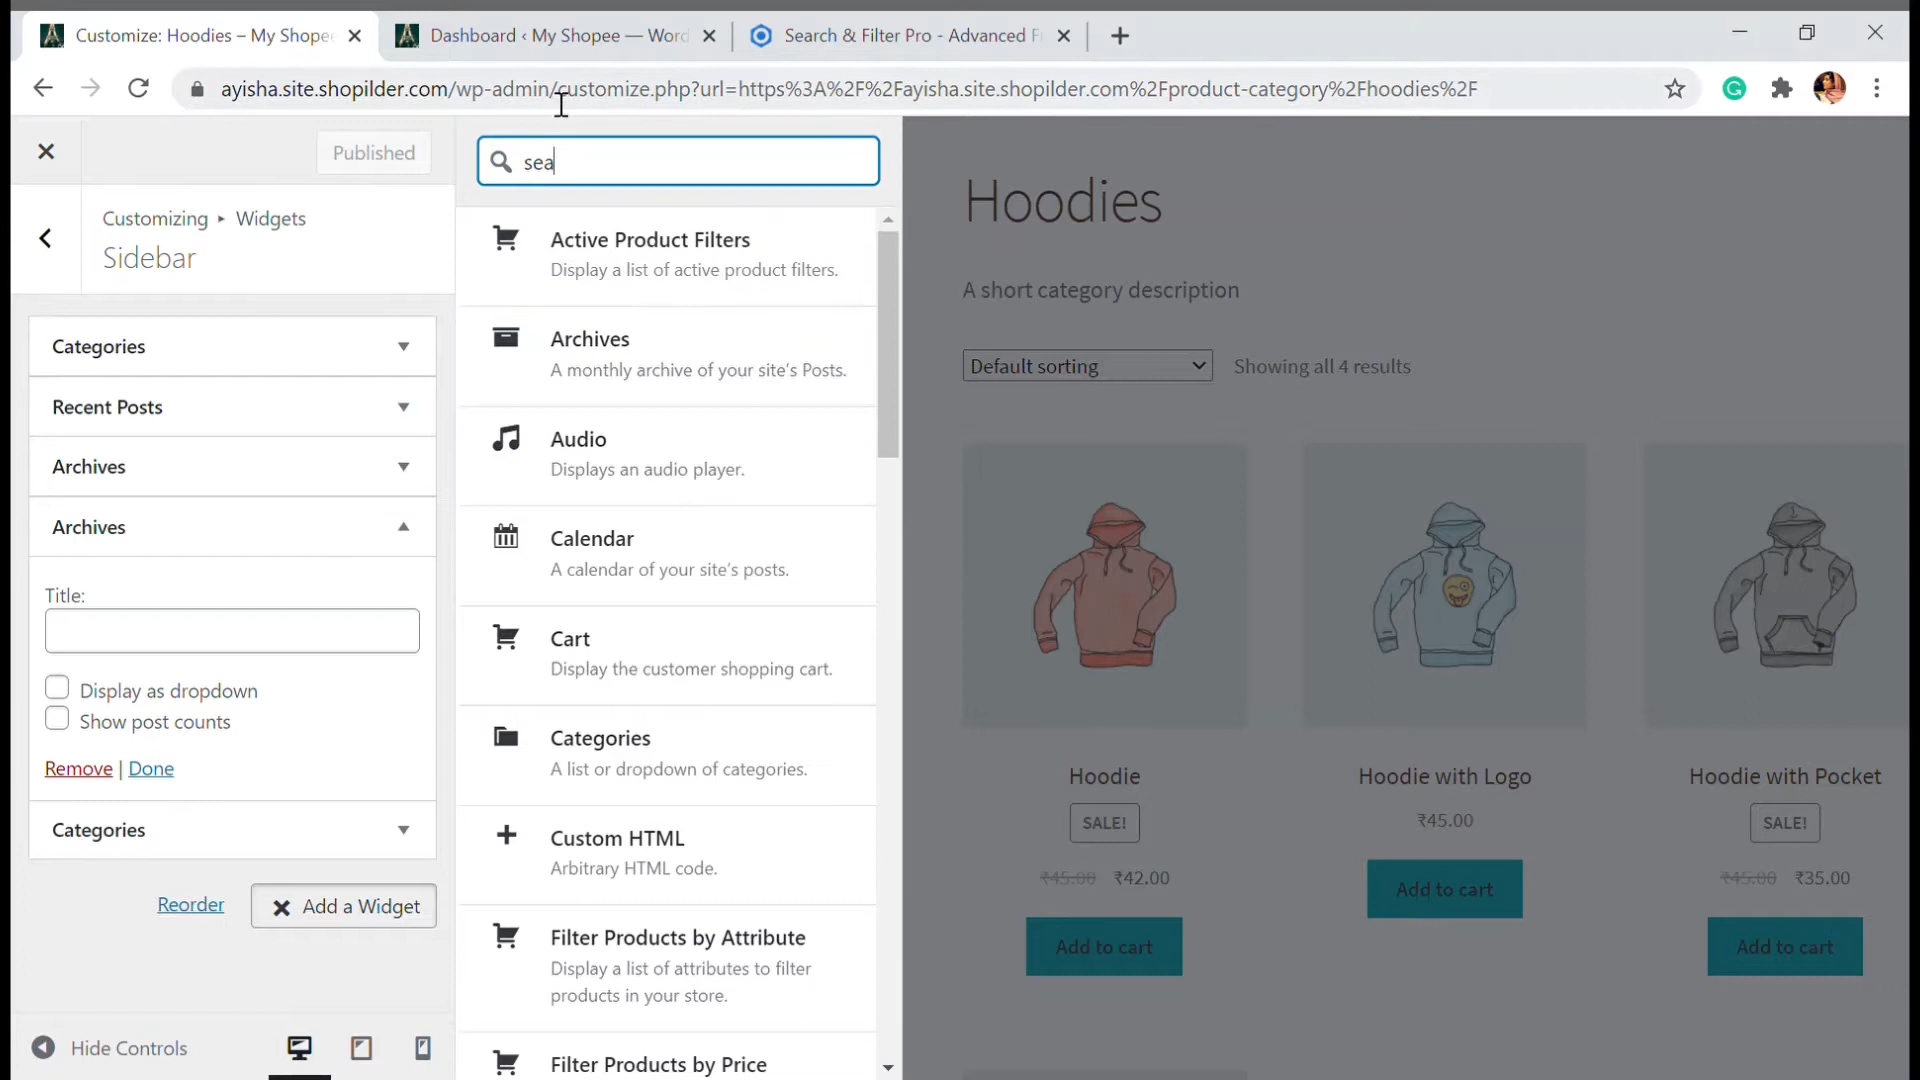 Customize: Hoodies – My Shope
Dashboard ‹ My Shopee — Word
Search & Filter Pro - Advanced F
ayisha.site.shopilder.com/wp-admin/customize.php?url=https%3A%2F%2Fayisha.site.shopilder.com%2Fproduct-category%2Fhoodies%2F
Published
Customizing ▸ Widgets
Sidebar
Categories
Recent Posts
Archives
Archives
Title:
Display as dropdown
Show post counts
Remove | Done
Categories
Reorder
Add a Widget
Hide Controls
sea
Active Product Filters
Display a list of active product filters.
Archives
A monthly archive of your site's Posts.
Audio
Displays an audio player.
Calendar
A calendar of your site's posts.
Cart
Display the customer shopping cart.
Categories
A list or dropdown of categories.
Custom HTML
Arbitrary HTML code.
Filter Products by Attribute
Display a list of attributes to filter
products in your store.
Filter Products by Price
Hoodies
A short category description
Default sorting
Showing all 4 results
Hoodie
SALE!
₹45.00 ₹42.00
Add to cart
Hoodie with Logo
₹45.00
Add to cart
Hoodie with Pocket
SALE!
₹45.00 ₹35.00
Add to cart